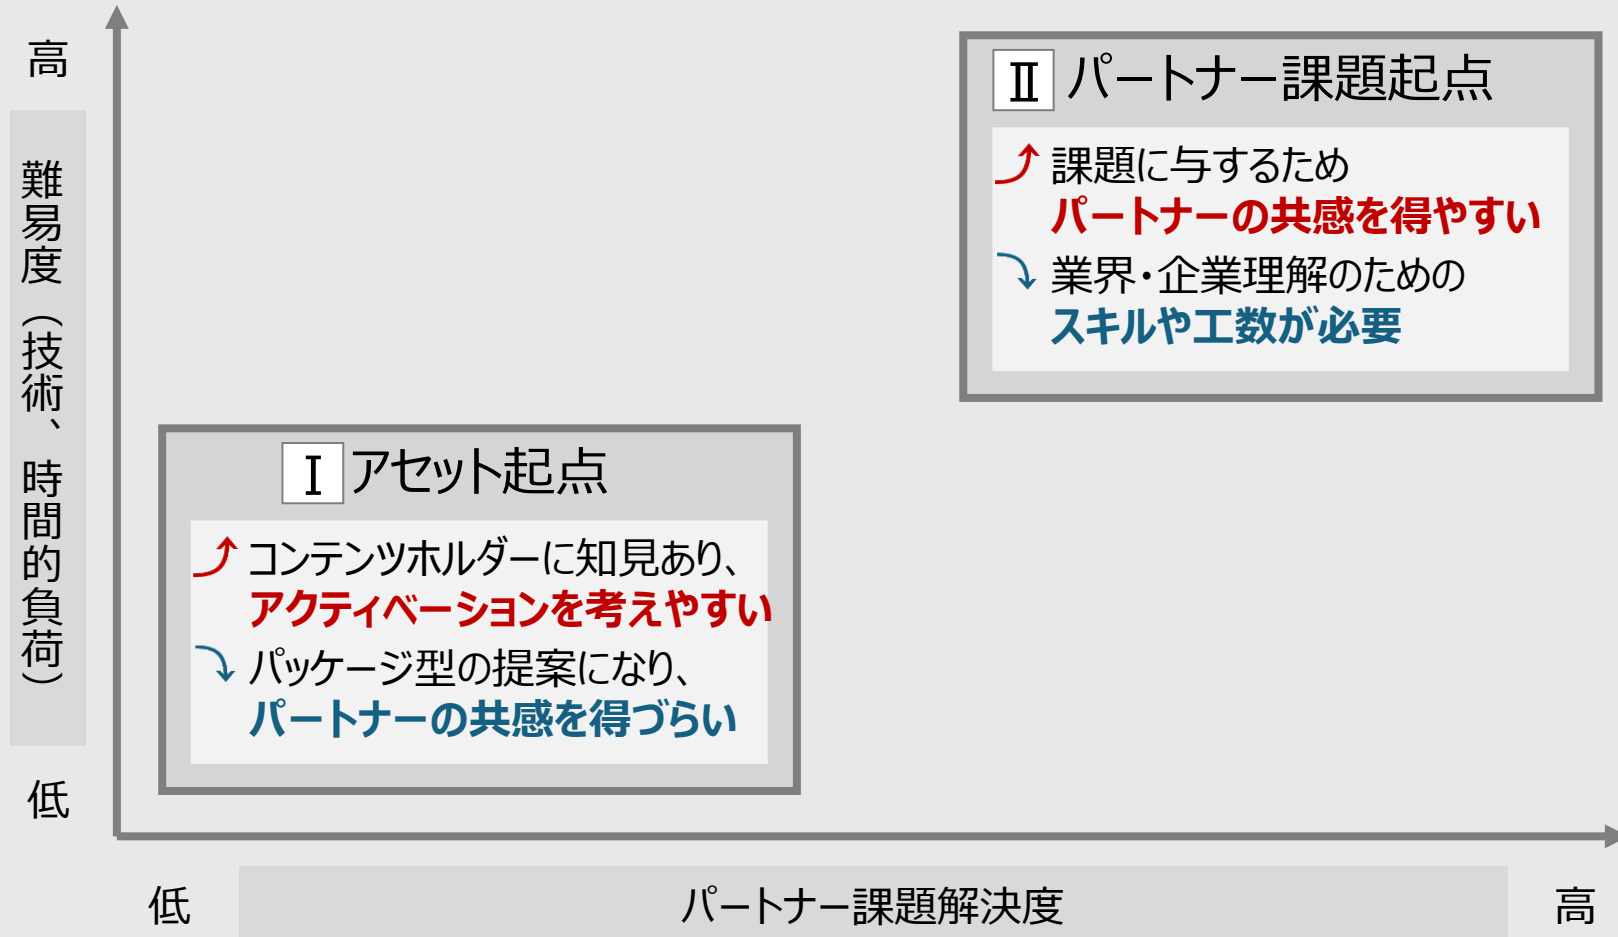 高
難易度（技術、時間的負荷）
低
Ⅱ パートナー課題起点
課題に与するため
パートナーの共感を得やすい
業界・企業理解のための
スキルや工数が必要
Ⅰ アセット起点
コンテンツホルダーに知見あり、
アクティベーションを考えやすい
パッケージ型の提案になり、
パートナーの共感を得づらい
低
パートナー課題解決度
高